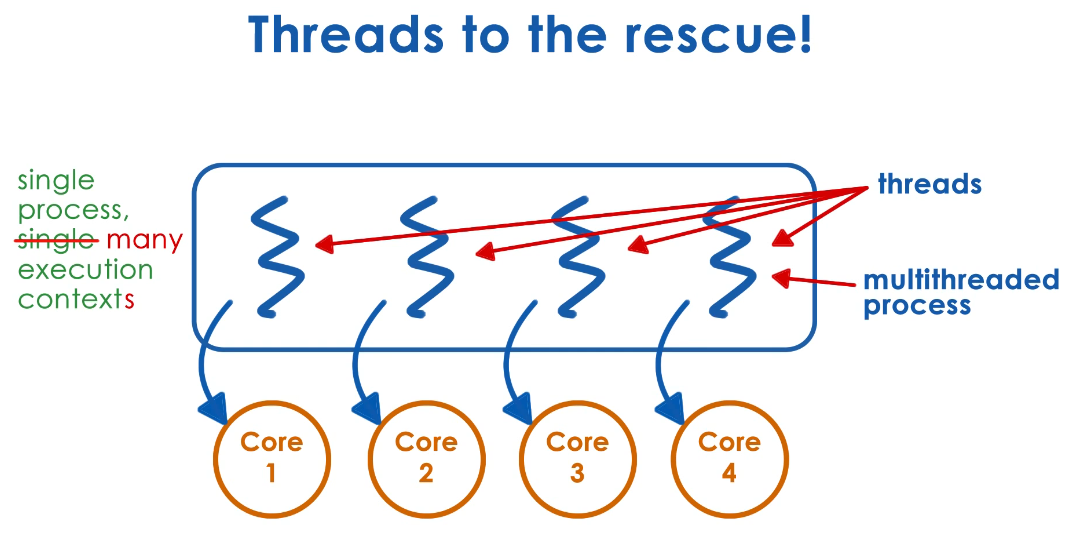 Threads to the rescue!
single
process,
single many
execution
contexts
threads
multithreaded
process
Core
1
Core
2
Core
3
Core
4